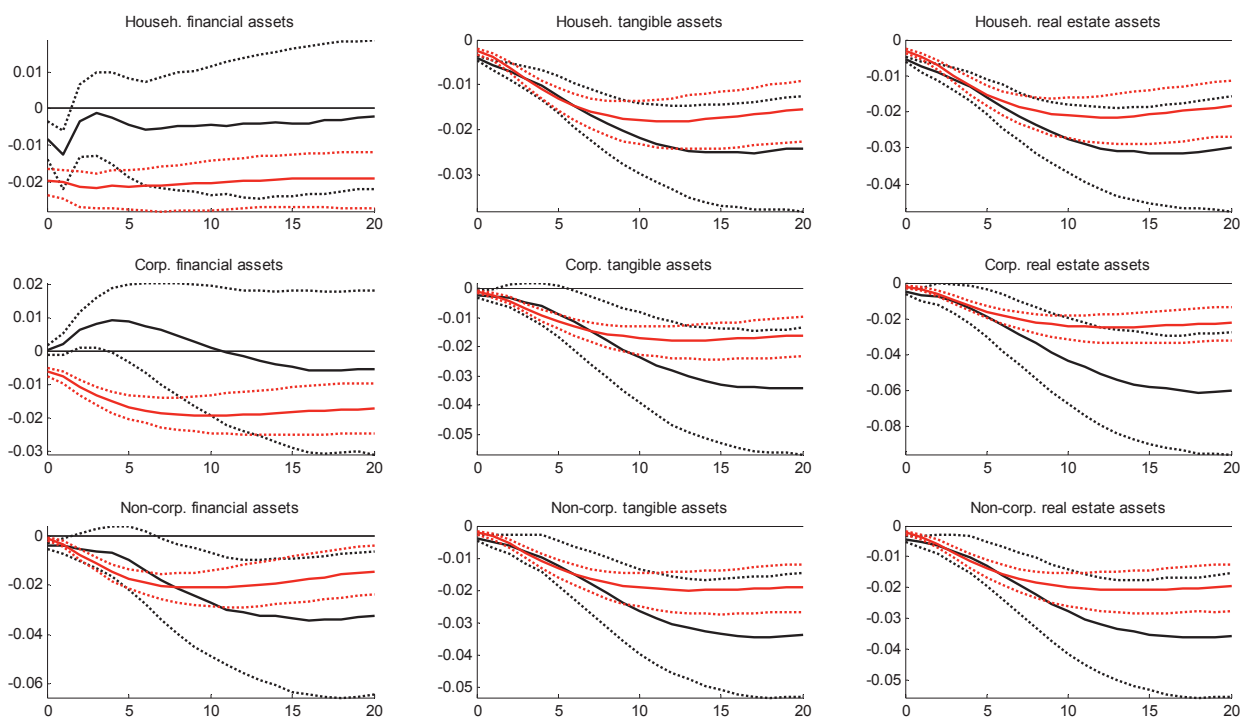 Househ. financial assets
0.01
0
-0.01
-0.02
0 5 10 15 20
Househ. tangible assets
0
-0.01
-0.02
-0.03
0 5 10 15 20
Househ. real estate assets
0
-0.01
-0.02
-0.03
-0.04
0 5 10 15 20
Corp. financial assets
0.02
0.01
0
-0.01
-0.02
-0.03
0 5 10 15 20
Corp. tangible assets
0
-0.01
-0.02
-0.03
-0.04
-0.05
0 5 10 15 20
Corp. real estate assets
0
-0.02
-0.04
-0.06
-0.08
0 5 10 15 20
Non-corp. financial assets
0
-0.02
-0.04
-0.06
0 5 10 15 20
Non-corp. tangible assets
0
-0.01
-0.02
-0.03
-0.04
-0.05
0 5 10 15 20
Non-corp. real estate assets
0
-0.01
-0.02
-0.03
-0.04
-0.05
0 5 10 15 20